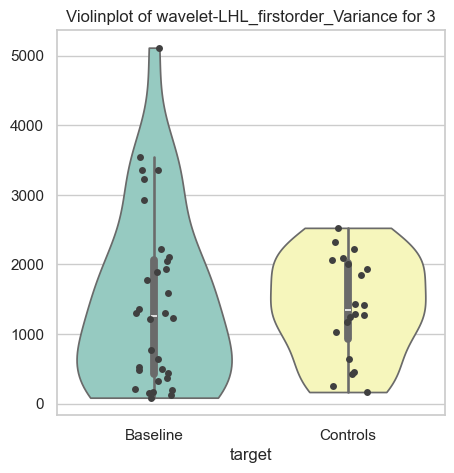 Violinplot of wavelet-LHL_firstorder_Variance for 3
5000
4000
3000
2000
1000
0
Baseline Controls
target